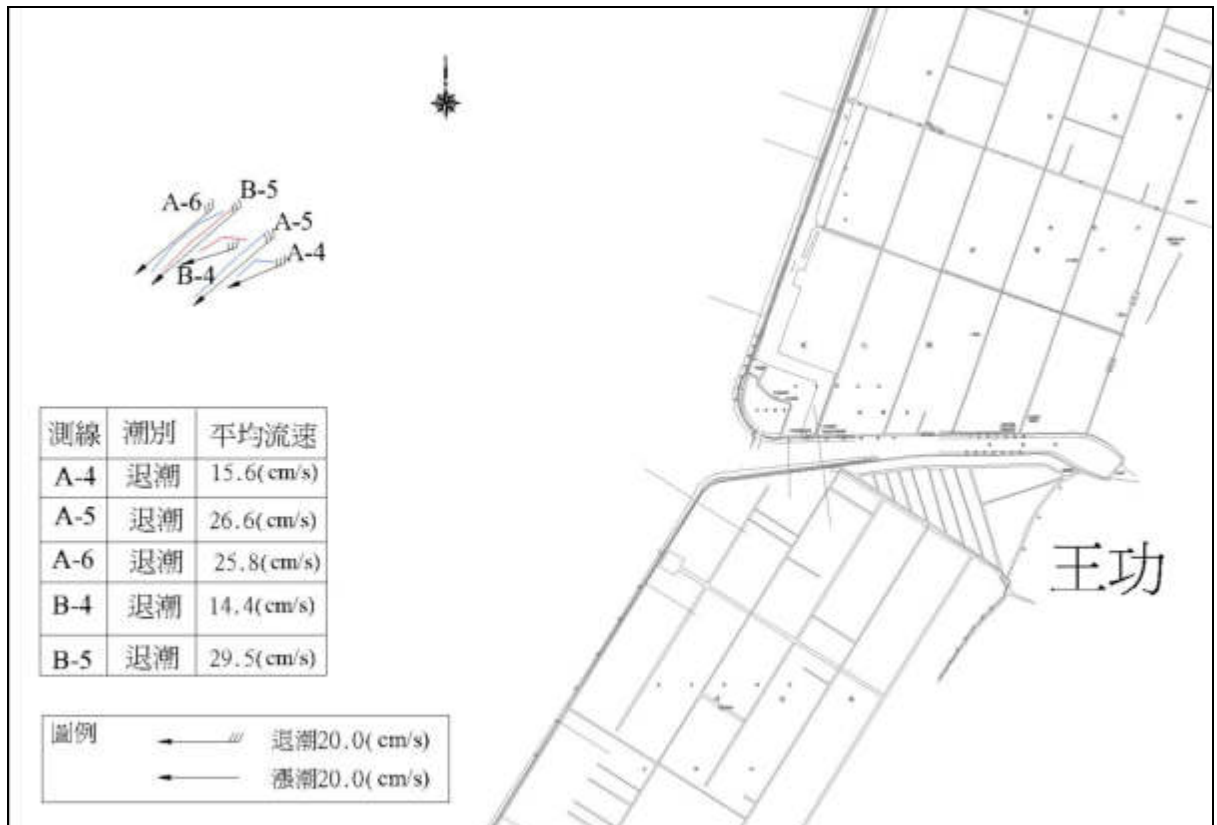 A-6
B-5
A-5
A-4
B-4
測線 潮別 平均流速
A-4 退潮 15.6(cm/s)
A-5 退潮 26.6(cm/s)
A-6 退潮 25.8(cm/s)
B-4 退潮 14.4(cm/s)
B-5 退潮 29.5(cm/s)
王功
圖例
退潮20.0(cm/s)
漲潮20.0(cm/s)